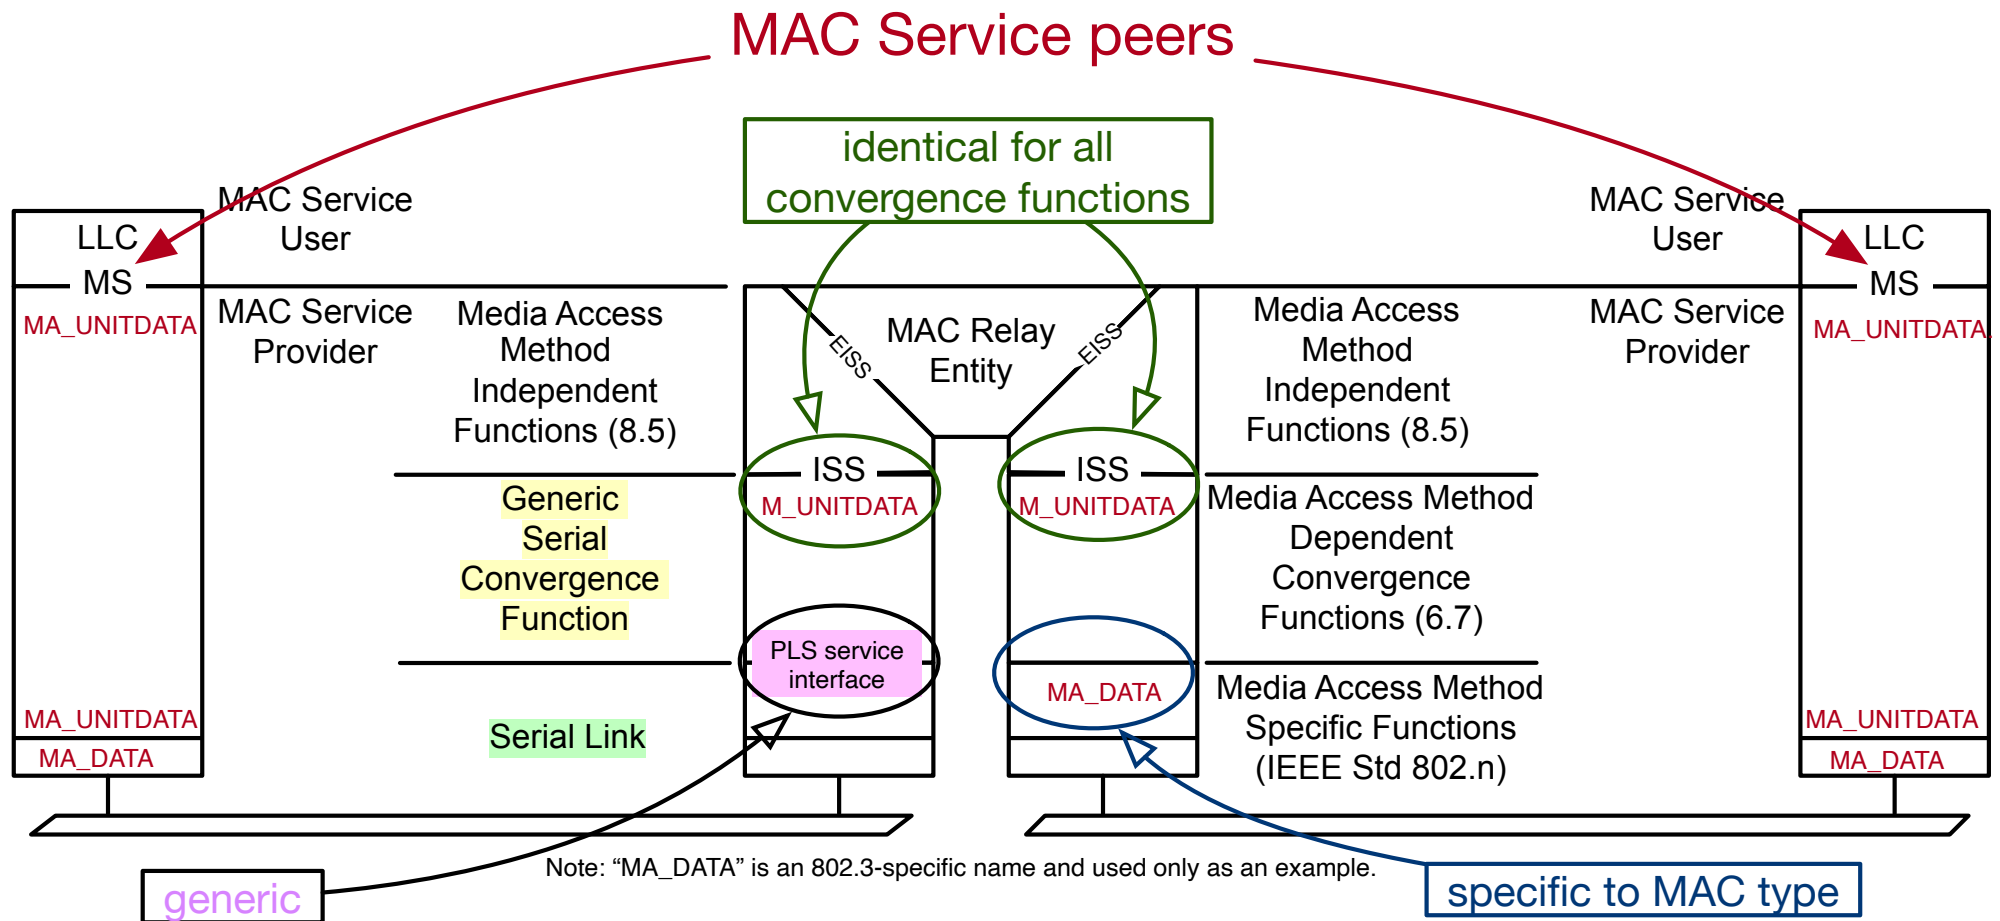 MAC Service peers
identical for all
convergence functions
LLC
MS
MA_UNITDATA
MA_UNITDATA
MA_DATA
MAC Service
User
MAC Service
Provider
Media Access
Method
Independent
Functions (8.5)
Generic
Serial
Convergence
Function
Serial Link
EISS
MAC Relay
Entity
EISS
ISS
M_UNITDATA
PLS service
interface
ISS
M_UNITDATA
MA_DATA
Media Access
Method
Independent
Functions (8.5)
Media Access Method
Dependent
Convergence
Functions (6.7)
Media Access Method
Specific Functions
(IEEE Std 802.n)
MAC Service
User
MAC Service
Provider
LLC
MS
MA_UNITDATA
MA_UNITDATA
MA_DATA
Note: “MA_DATA” is an 802.3-specific name and used only as an example.
generic
specific to MAC type